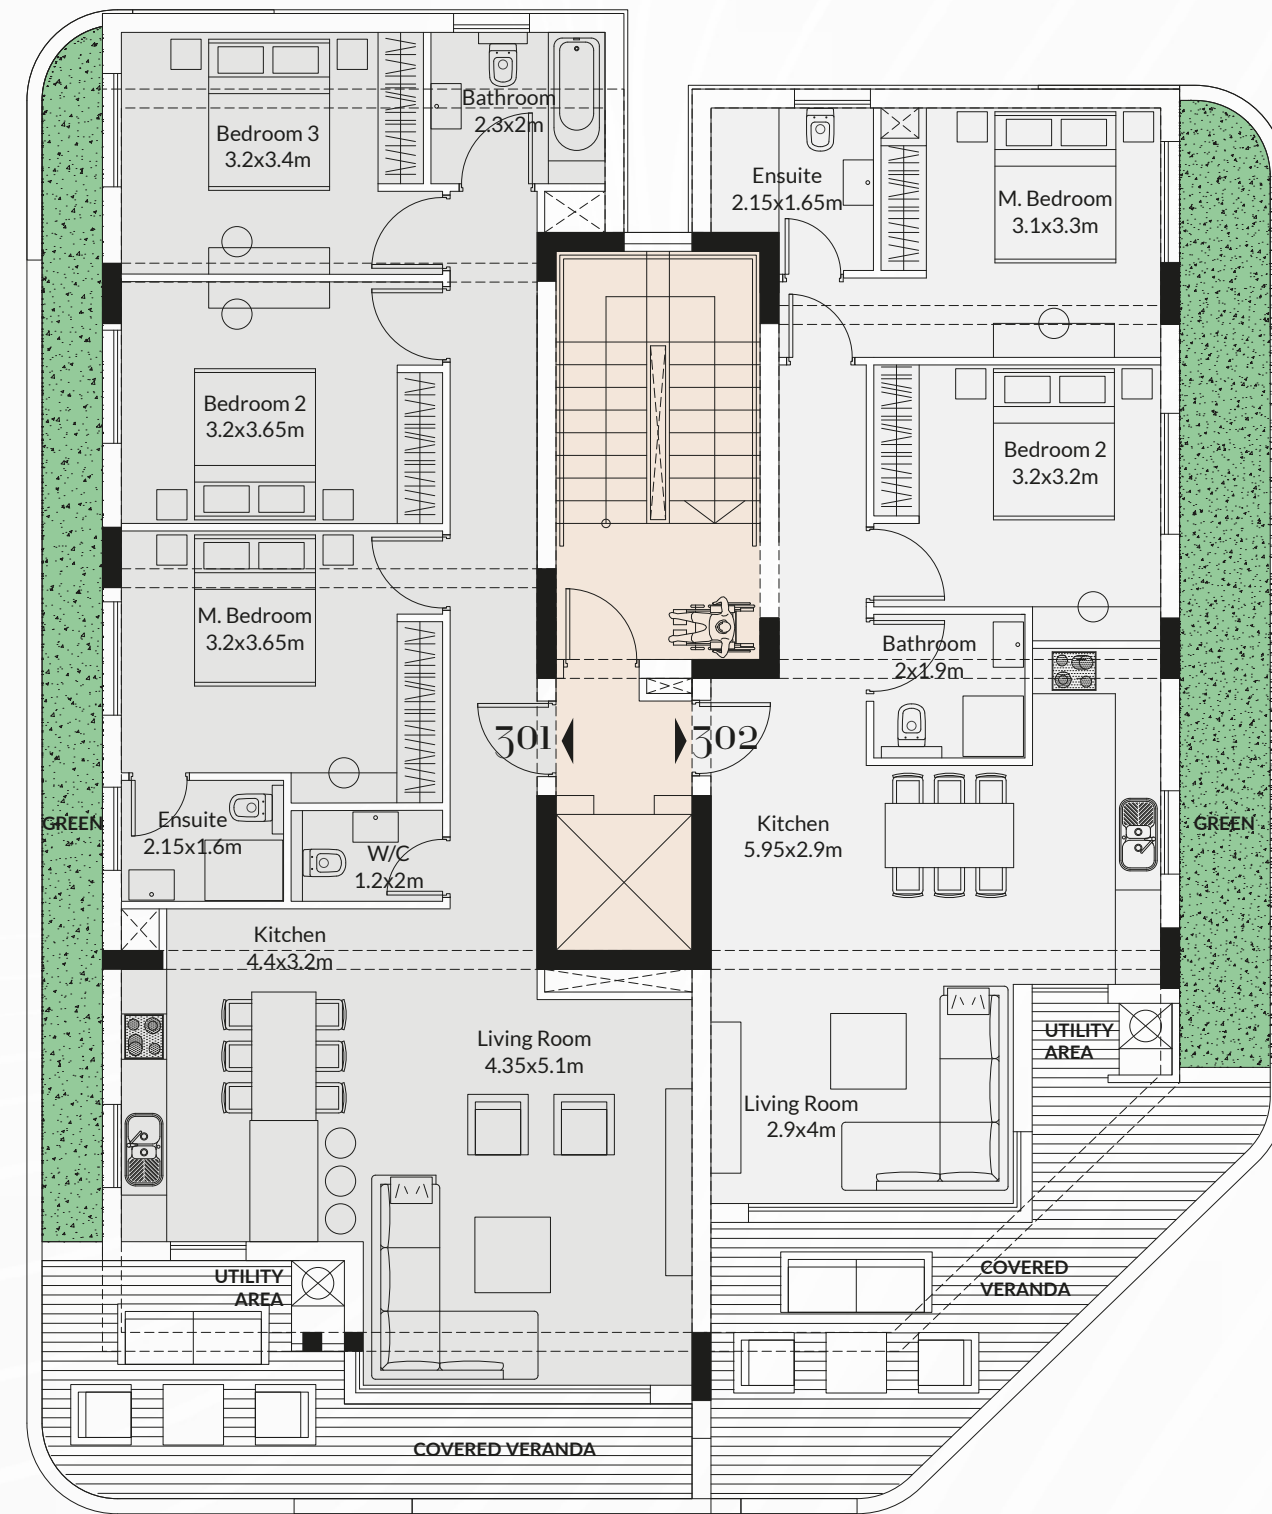 Bathroom
2.3x2m
Bedroom 3
3.2x3.4m
Ensuite
2.15x1.65m
M. Bedroom
3.1x3.3m
Bedroom 2
3.2x3.65m
Bedroom 2
3.2x3.2m
M. Bedroom
3.2x3.65m
Bathroom
2x1.9m
301
302
GREEN
Ensuite
2.15x1.6m
W/C
1.2x2m
Kitchen
5.95x2.9m
GREEN
Kitchen
4.4x3.2m
Living Room
4.35x5.1m
UTILITY
AREA
Living Room
2.9x4m
UTILITY
AREA
COVERED
VERANDA
COVERED VERANDA